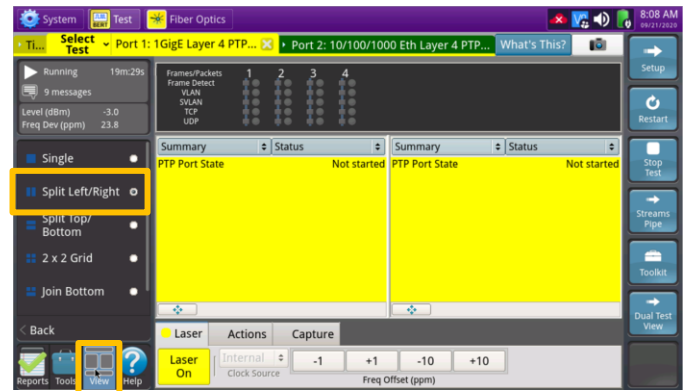 System Test Fiber Optics 8:08 AM
09/21/2020
Ti... Select Test Port 1: 1GigE Layer 4 PTP... Port 2: 10/100/1000 Eth Layer 4 PTP... What's This?
Running 19m:29s
9 messages
Level (dBm) -3.0
Freq Dev (ppm) 23.8
Frames/Packets 1 2 3 4
Frame Detect
VLAN
SVLAN
TCP
UDP
Setup
Restart
Stop
Test
Streams
Pipe
Toolkit
Dual Test
View
Summary Status Summary Status
PTP Port State Not started PTP Port State Not started
Single
Split Left/Right
Split Top/
Bottom
2 x 2 Grid
Join Bottom
< Back
Laser Actions Capture
Laser
On
Internal -1 +1 -10 +10
Clock Source
Freq Offset (ppm)
Reports Tools View Help